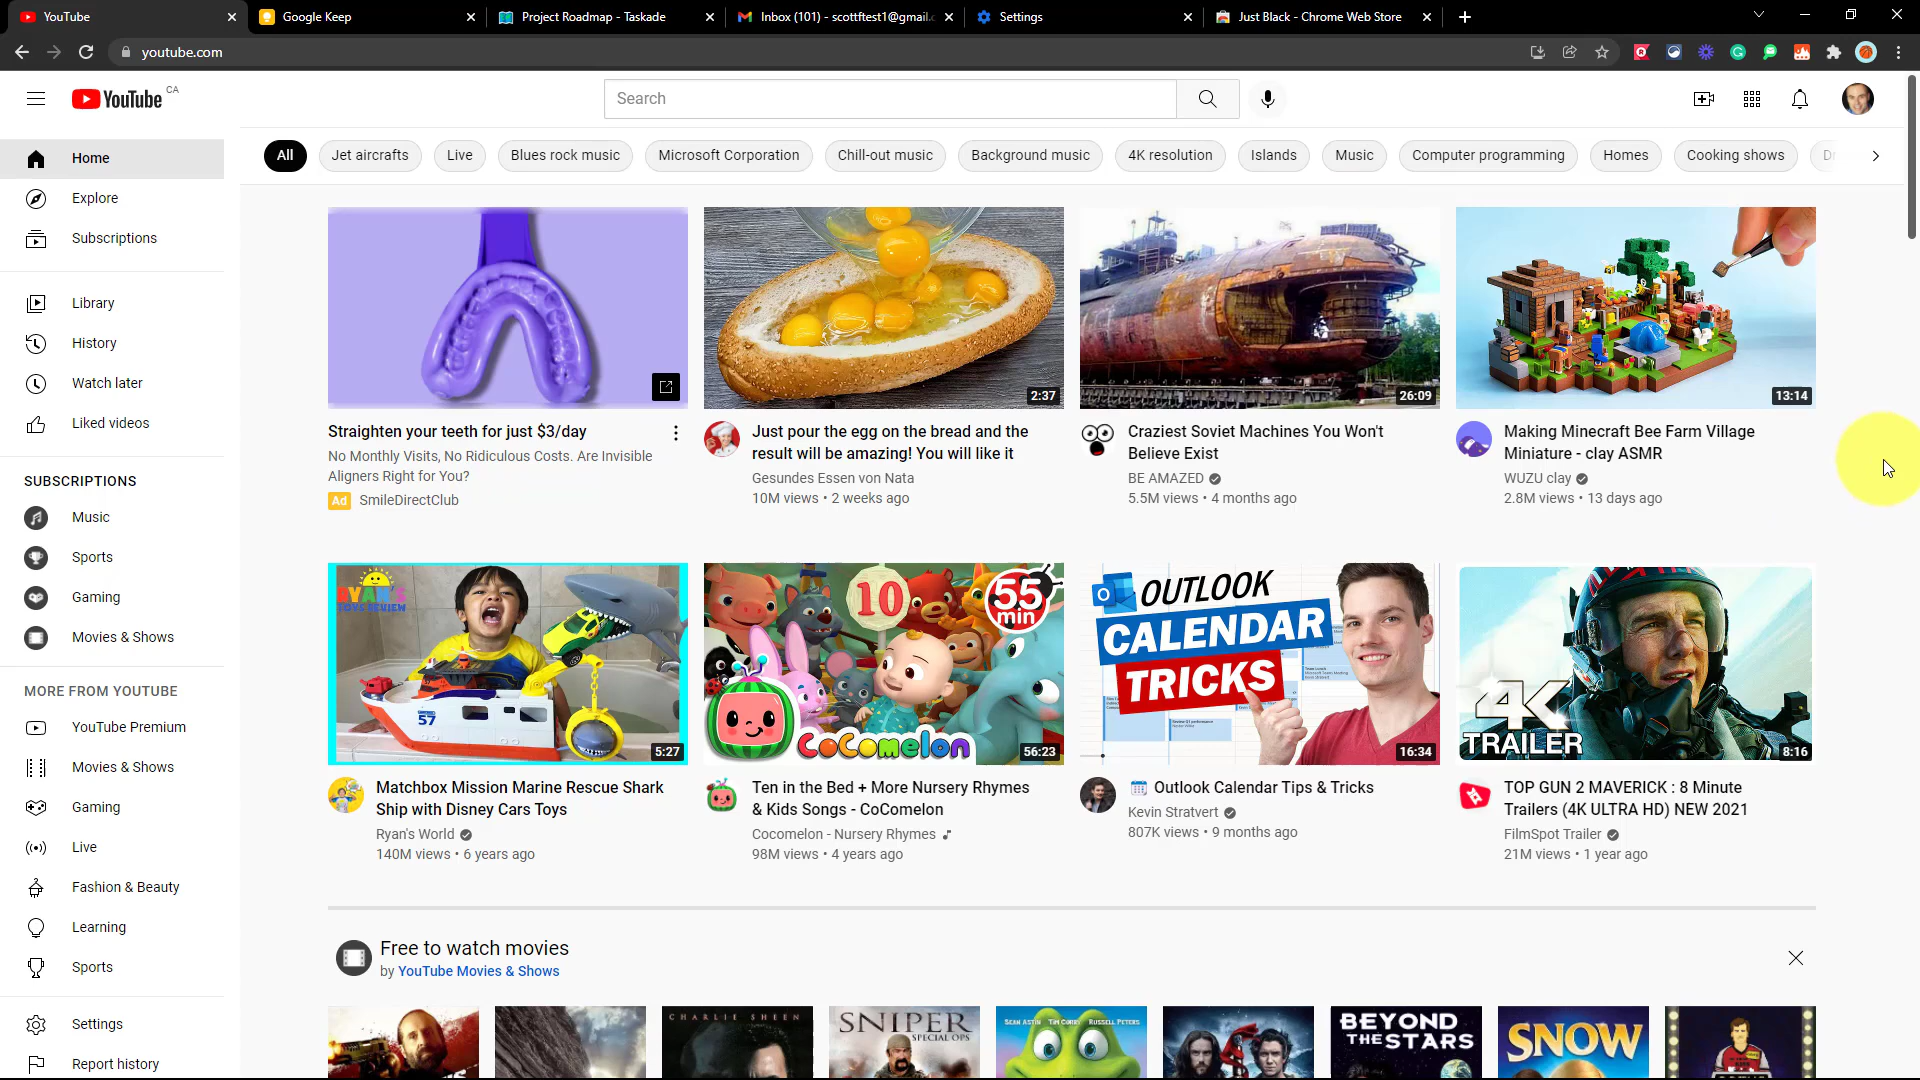 YouTube
Google Keep
Project Roadmap - Taskade
Inbox (101) - scottftest1@gmail.c
Settings
Just Black - Chrome Web Store
youtube.com
YouTube CA
Search
Home
Explore
Subscriptions
Library
History
Watch later
Liked videos
SUBSCRIPTIONS
Music
Sports
Gaming
Movies & Shows
MORE FROM YOUTUBE
YouTube Premium
Movies & Shows
Gaming
Live
Fashion & Beauty
Learning
Sports
Settings
Report history
All
Jet aircrafts
Live
Blues rock music
Microsoft Corporation
Chill-out music
Background music
4K resolution
Islands
Music
Computer programming
Homes
Cooking shows
Straighten your teeth for just $3/day
No Monthly Visits, No Ridiculous Costs. Are Invisible
Aligners Right for You?
Ad SmileDirectClub
2:37
Just pour the egg on the bread and the
result will be amazing! You will like it
Gesundes Essen von Nata
10M views • 2 weeks ago
26:09
Craziest Soviet Machines You Won't
Believe Exist
BE AMAZED
5.5M views • 4 months ago
13:14
Making Minecraft Bee Farm Village
Miniature - clay ASMR
WUZU clay
2.8M views • 13 days ago
RYAN'S
TOYS REVIEW
57
5:27
Matchbox Mission Marine Rescue Shark
Ship with Disney Cars Toys
Ryan's World
140M views • 6 years ago
10
55
min
CoComelon
56:23
Ten in the Bed + More Nursery Rhymes
& Kids Songs - CoComelon
Cocomelon - Nursery Rhymes
98M views • 4 years ago
OUTLOOK
CALENDAR
TRICKS
16:34
Outlook Calendar Tips & Tricks
Kevin Stratvert
807K views • 9 months ago
4K
TRAILER
8:16
TOP GUN 2 MAVERICK : 8 Minute
Trailers (4K ULTRA HD) NEW 2021
FilmSpot Trailer
21M views • 1 year ago
Free to watch movies
by YouTube Movies & Shows
CHARLIE SHEEN
SNIPER
SPECIAL OPS
SEAN ASTIN TIM CURRY RUSSELL PETERS
BEYOND
THE STARS
SNOW